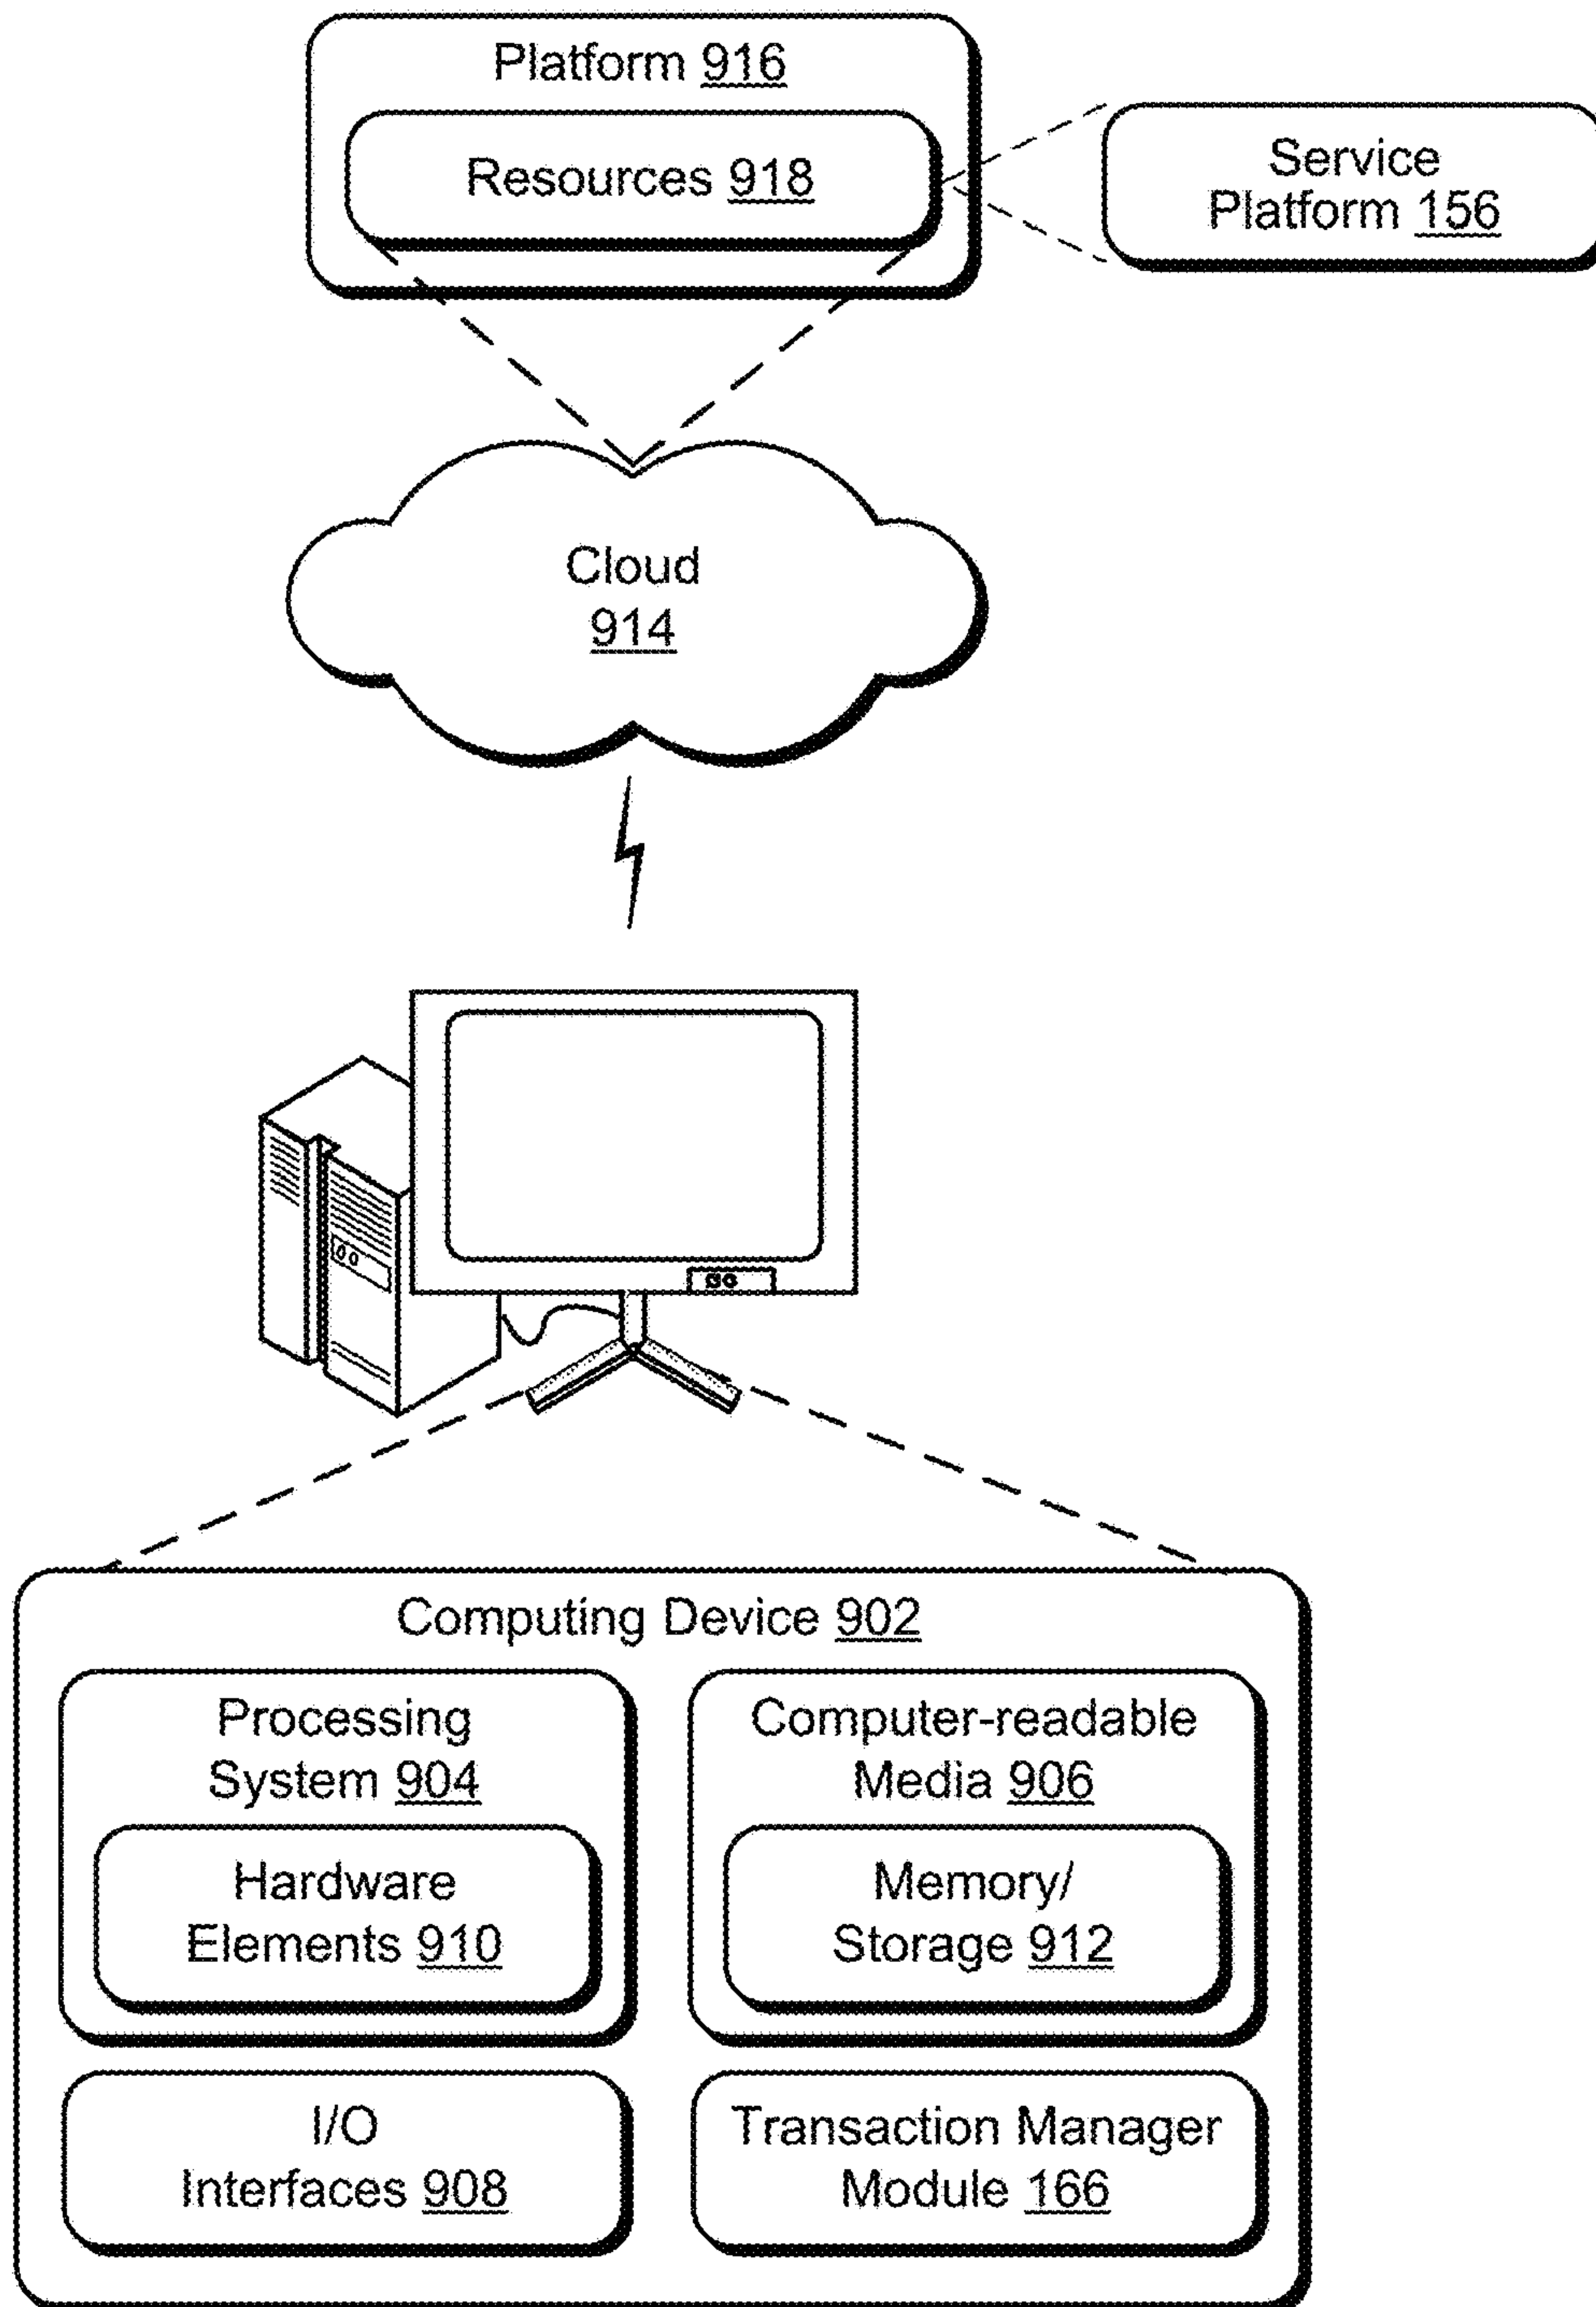 Platform 916
Resources 918
Service
Platform 156
Cloud
914
Computing Device 902
Processing
System 904
Hardware
Elements 910
Computer-readable
Media 906
Memory/
Storage 912
I/O
Interfaces 908
Transaction Manager
Module 166